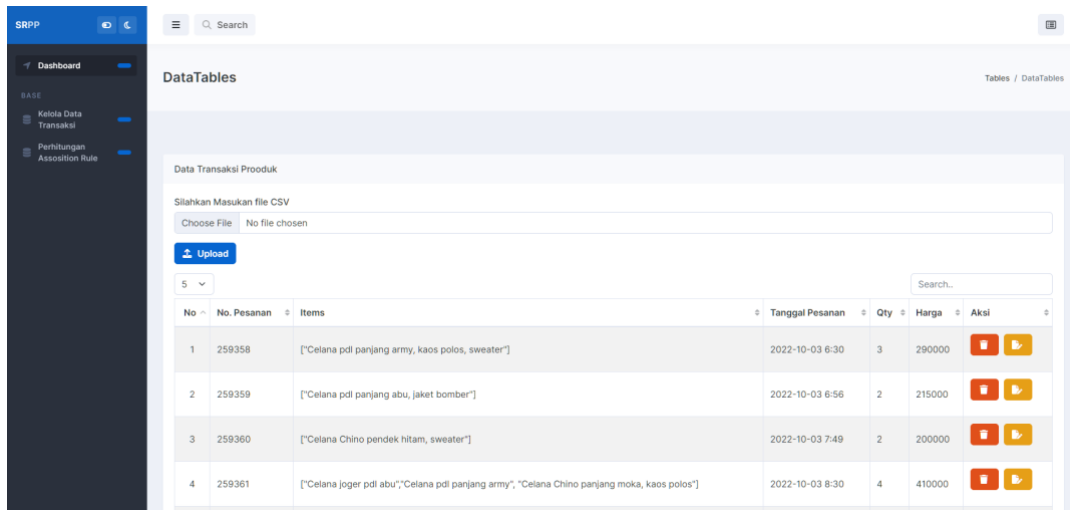 SRPP
Search
Dashboard
BASE
Kelola Data
Transaksi
Perhitungan
Assosition Rule
DataTables
Tables / DataTables
Data Transaksi Prooduk
Silahkan Masukan file CSV
Choose File No file chosen
Upload
5
Search..
No No. Pesanan Items Tanggal Pesanan Qty Harga Aksi
1 259358 ["Celana pdl panjang army, kaos polos, sweater"] 2022-10-03 6:30 3 290000
2 259359 ["Celana pdl panjang abu, jaket bomber"] 2022-10-03 6:56 2 215000
3 259360 ["Celana Chino pendek hitam, sweater"] 2022-10-03 7:49 2 200000
4 259361 ["Celana joger pdl abu","Celana pdl panjang army", "Celana Chino panjang moka, kaos polos"] 2022-10-03 8:30 4 410000